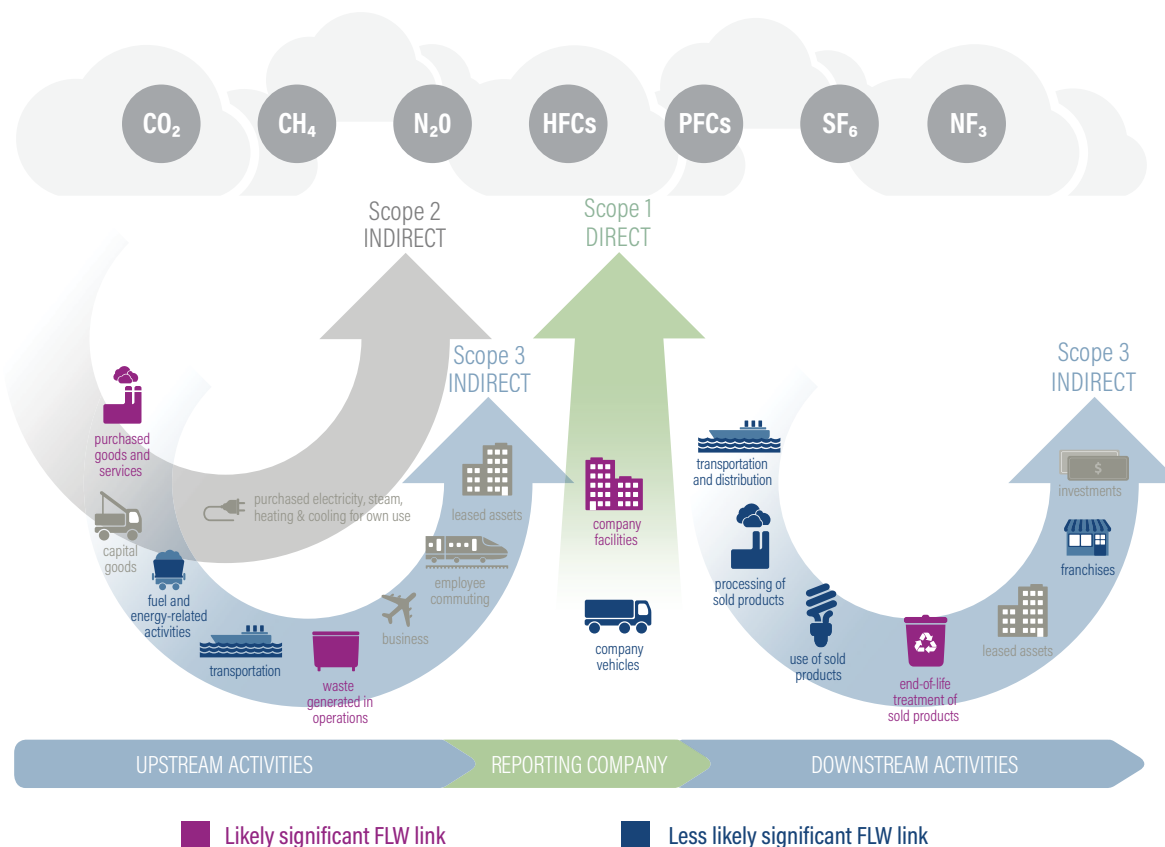 CO₂
CH₄
N₂O
HFCs
PFCs
SF₆
NF₃
Scope 2
INDIRECT
Scope 1
DIRECT
Scope 3
INDIRECT
Scope 3
INDIRECT
purchased
goods and
services
capital
goods
fuel and
energy-related
activities
transportation
waste
generated in
operations
business
employee
commuting
leased assets
purchased electricity, steam,
heating & cooling for own use
company
facilities
company
vehicles
transportation
and distribution
processing of
sold products
use of sold
products
end-of-life
treatment of
sold products
leased assets
franchises
$
investments
UPSTREAM ACTIVITIES
REPORTING COMPANY
DOWNSTREAM ACTIVITIES
Likely significant FLW link
Less likely significant FLW link